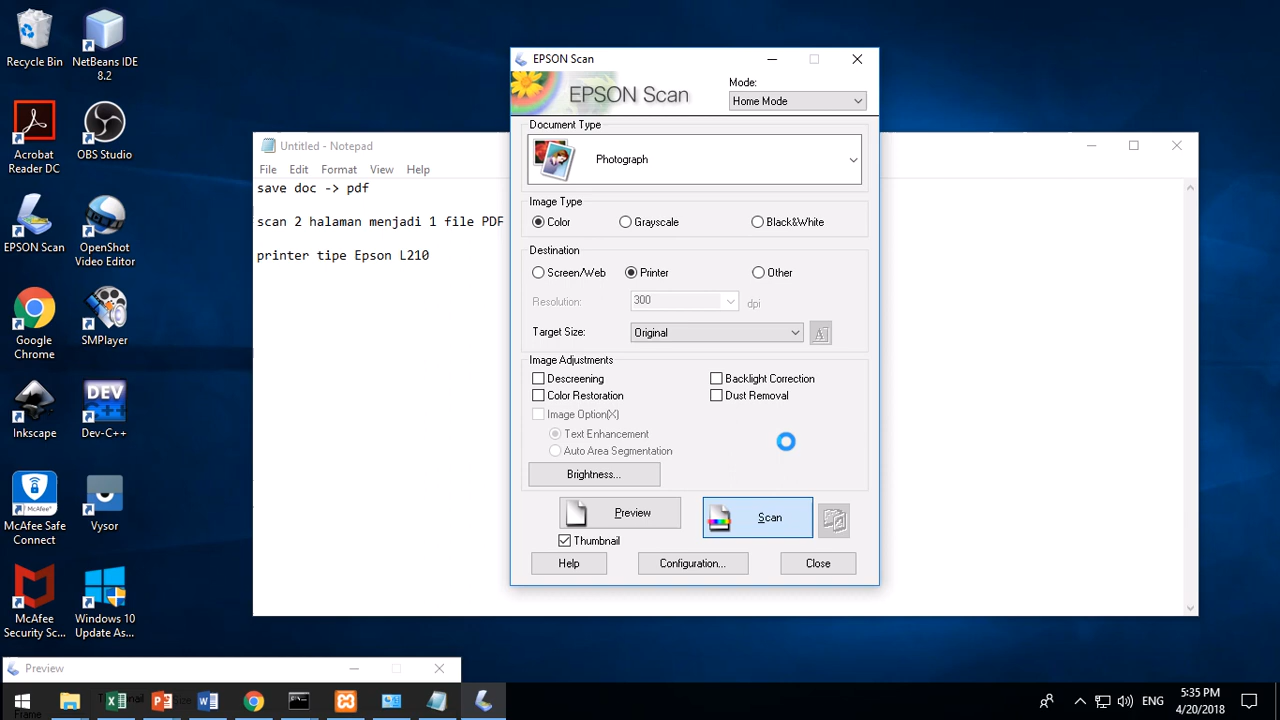 Recycle Bin
NetBeans IDE
8.2
Acrobat
Reader DC
OBS Studio
EPSON Scan
OpenShot
Video Editor
Google
Chrome
SMPlayer
Inkscape
DEV
Dev-C++
McAfee
McAfee Safe
Connect
Vysor
McAfee
Security Sc...
Windows 10
Update As...
Untitled - Notepad
File Edit Format View Help
save doc -> pdf
scan 2 halaman menjadi 1 file PDF
printer tipe Epson L210
EPSON Scan
EPSON Scan
Mode:
Home Mode
Document Type
Photograph
Image Type
Color Grayscale Black&White
Destination
Screen/Web Printer Other
Resolution: 300 dpi
Target Size: Original
Image Adjustments
Descreening Backlight Correction
Color Restoration Dust Removal
Image Option(X)
Text Enhancement
Auto Area Segmentation
Brightness...
Preview Scan
Thumbnail
Help Configuration... Close
Preview
ENG
5:35 PM
4/20/2018